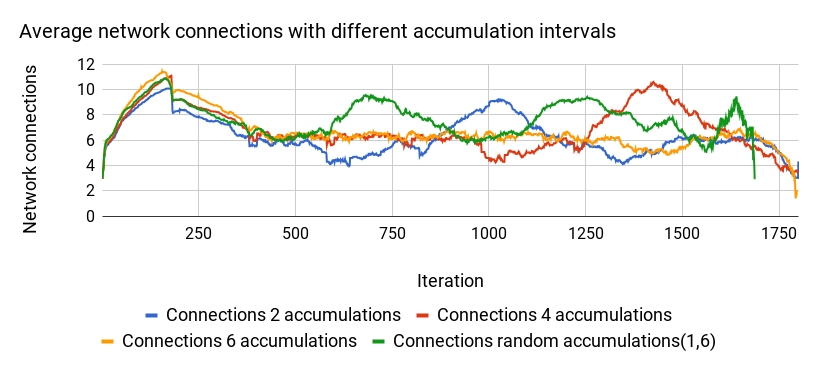 Average network connections with different accumulation intervals
Network connections
12
10
8
6
4
2
0
250
500
750
1000
1250
1500
1750
Iteration
Connections 2 accumulations
Connections 4 accumulations
Connections 6 accumulations
Connections random accumulations(1,6)